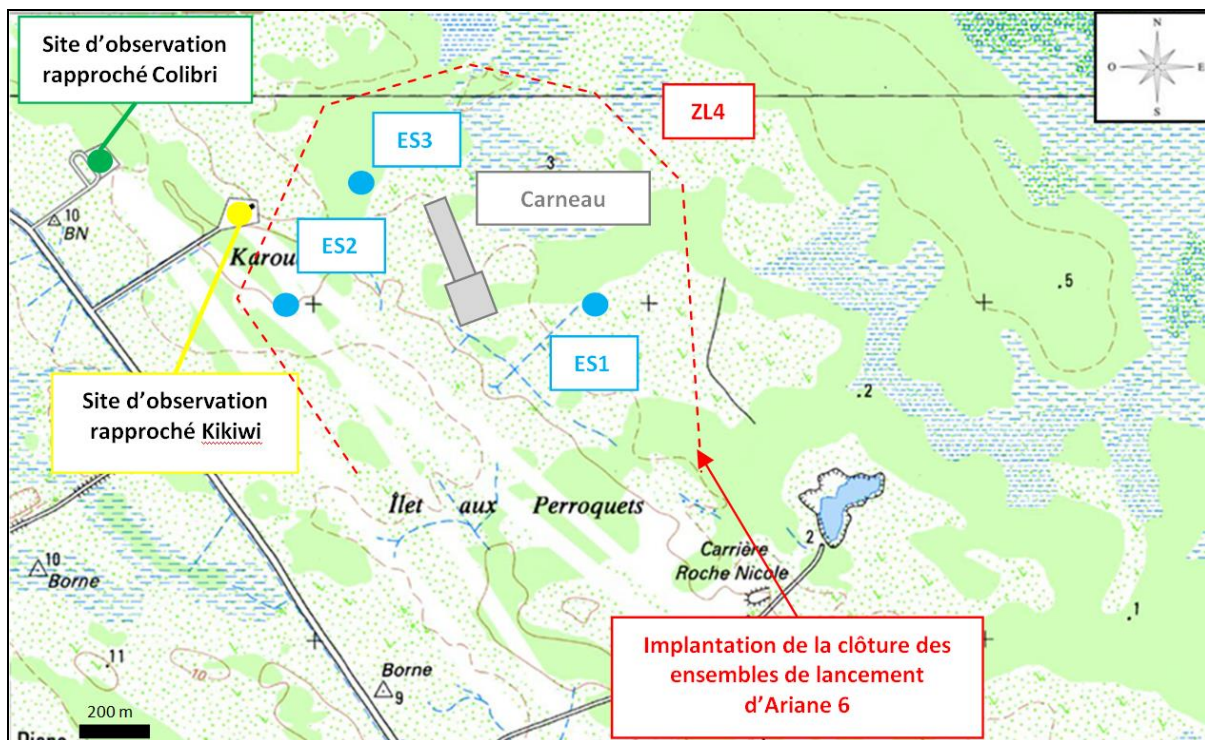 Site d'observation
rapproché Colibri
N
O
E
S
ZL4
ES3
3
Carneau
10
BN
ES2
Karou
5
ES1
2
Site d'observation
rapproché Kikiwi
Îlet aux Perroquets
2
Carrière
Roche Nicole
10
Borne
1
Implantation de la clôture des
ensembles de lancement
d'Ariane 6
11
10
Borne
9
200 m